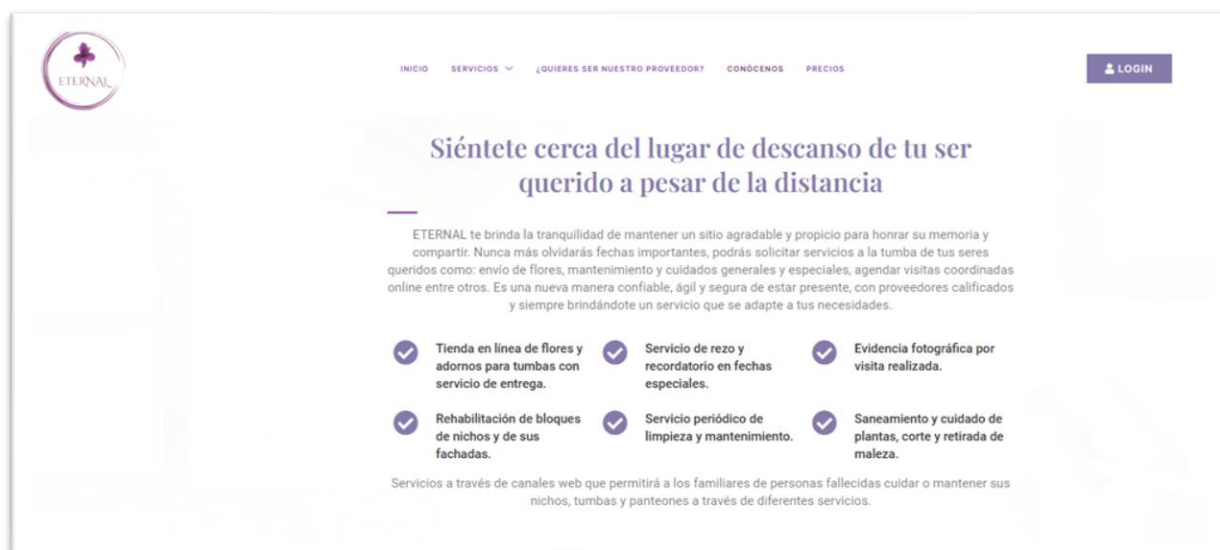 ETERNAL
INICIO SERVICIOS ¿QUIERES SER NUESTRO PROVEEDOR? CONÓCENOS PRECIOS
LOGIN
Siéntete cerca del lugar de descanso de tu ser
querido a pesar de la distancia
ETERNAL te brinda la tranquilidad de mantener un sitio agradable y propicio para honrar su memoria y
compartir. Nunca más olvidarás fechas importantes, podrás solicitar servicios a la tumba de tus seres
queridos como: envío de flores, mantenimiento y cuidados generales y especiales, agendar visitas coordinadas
online entre otros. Es una nueva manera confiable, ágil y segura de estar presente, con proveedores calificados
y siempre brindándote un servicio que se adapte a tus necesidades.
Tienda en línea de flores y
adornos para tumbas con
servicio de entrega.
Servicio de rezo y
recordatorio en fechas
especiales.
Evidencia fotográfica por
visita realizada.
Rehabilitación de bloques
de nichos y de sus
fachadas.
Servicio periódico de
limpieza y mantenimiento.
Saneamiento y cuidado de
plantas, corte y retirada de
maleza.
Servicios a través de canales web que permitirá a los familiares de personas fallecidas cuidar o mantener sus
nichos, tumbas y panteones a través de diferentes servicios.